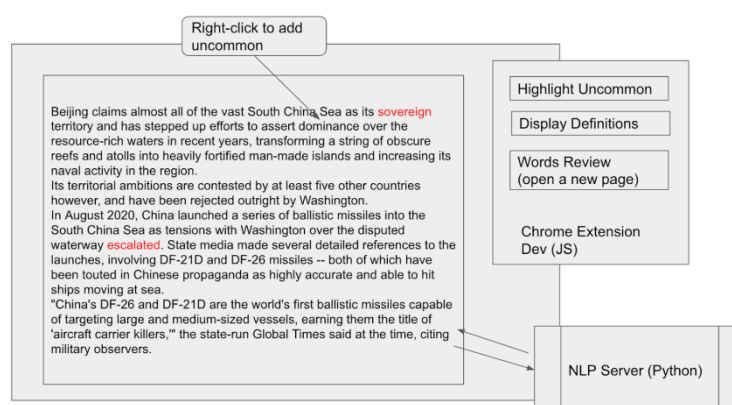 Right-click to add
uncommon
Beijing claims almost all of the vast South China Sea as its sovereign
territory and has stepped up efforts to assert dominance over the
resource-rich waters in recent years, transforming a string of obscure
reefs and atolls into heavily fortified man-made islands and increasing its
naval activity in the region.
Its territorial ambitions are contested by at least five other countries
however, and have been rejected outright by Washington.
In August 2020, China launched a series of ballistic missiles into the
South China Sea as tensions with Washington over the disputed
waterway escalated. State media made several detailed references to the
launches, involving DF-21D and DF-26 missiles -- both of which have
been touted in Chinese propaganda as highly accurate and able to hit
ships moving at sea.
"China's DF-26 and DF-21D are the world's first ballistic missiles capable
of targeting large and medium-sized vessels, earning them the title of
'aircraft carrier killers,'" the state-run Global Times said at the time, citing
military observers.
Highlight Uncommon
Display Definitions
Words Review
(open a new page)
Chrome Extension
Dev (JS)
NLP Server (Python)